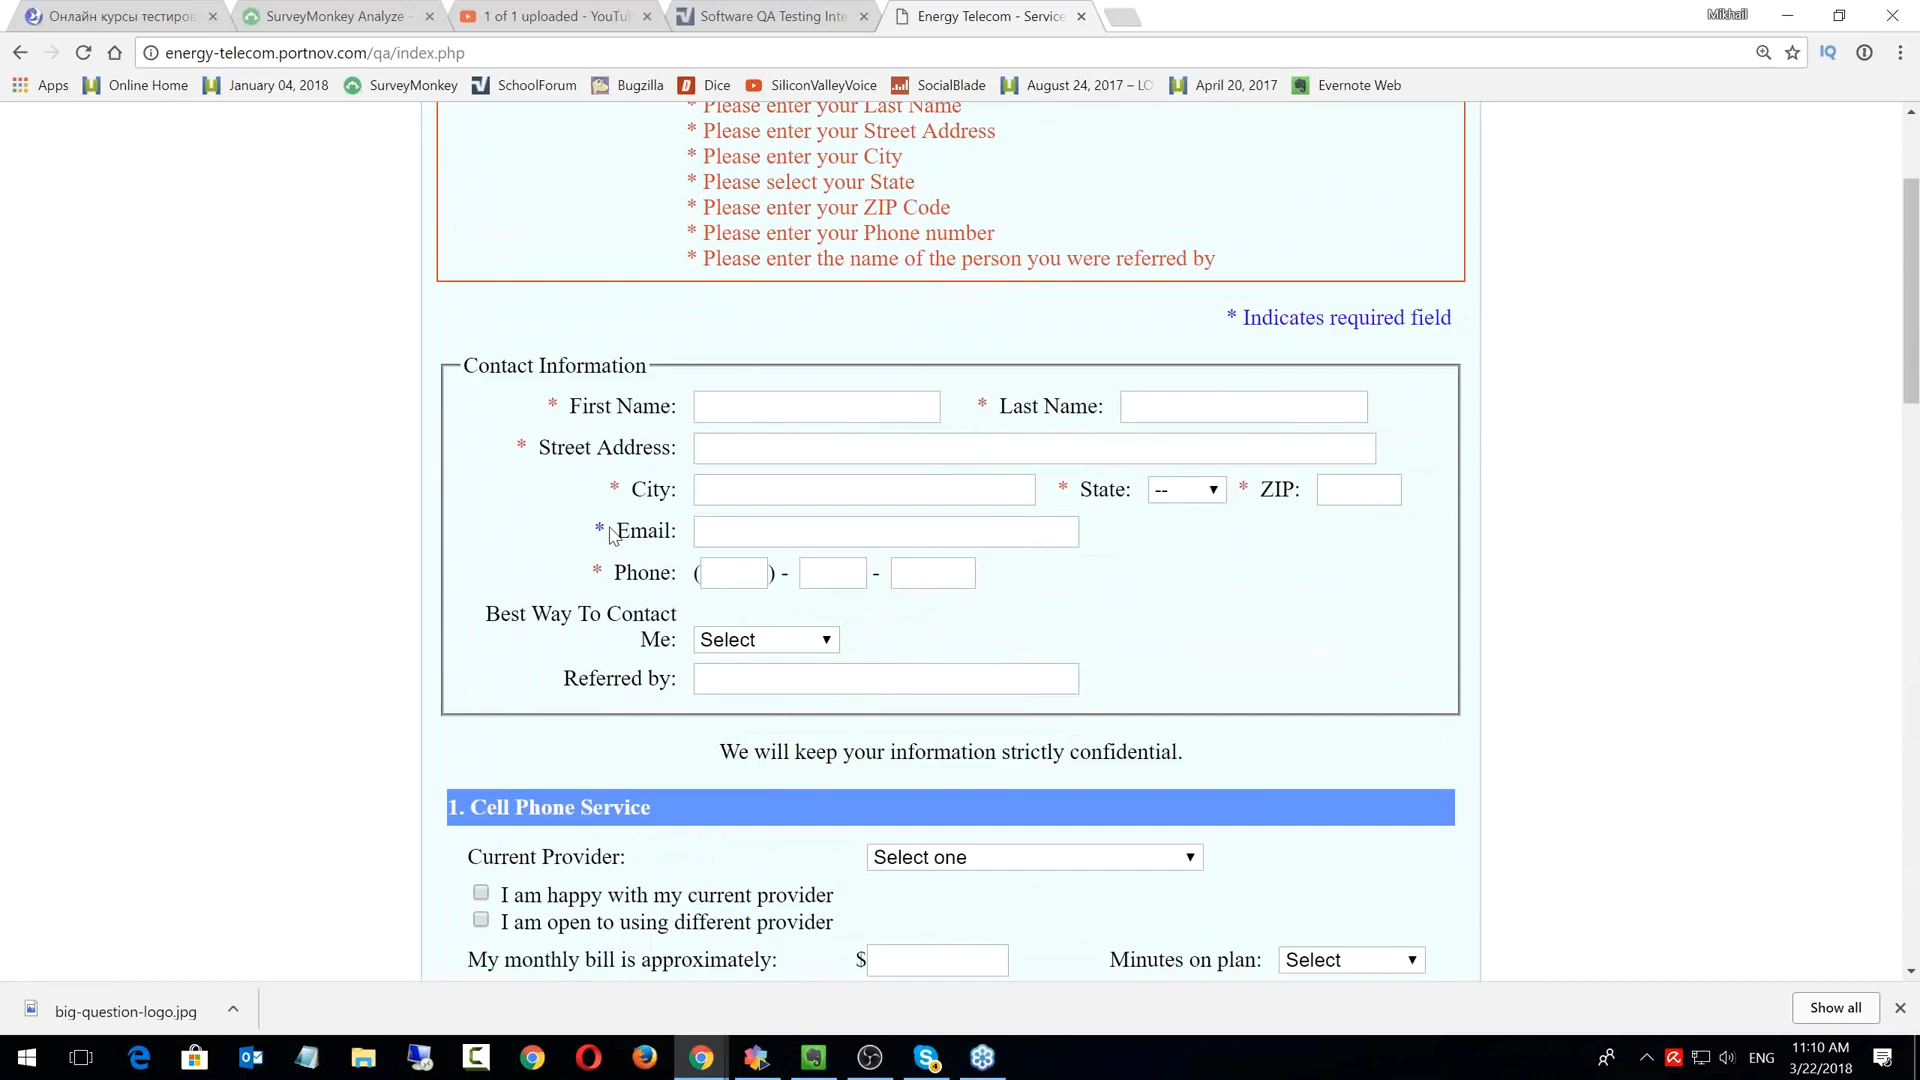 Онлайн курсы тестиров
SurveyMonkey Analyze -
1 of 1 uploaded - YouTu
Software QA Testing Inte
Energy Telecom - Service
Mikhail
energy-telecom.portnov.com/qa/index.php
Apps
Online Home
January 04, 2018
SurveyMonkey
SchoolForum
Bugzilla
Dice
SiliconValleyVoice
SocialBlade
August 24, 2017 – LO
April 20, 2017
Evernote Web
* Please enter your Last Name
* Please enter your Street Address
* Please enter your City
* Please select your State
* Please enter your ZIP Code
* Please enter your Phone number
* Please enter the name of the person you were referred by
* Indicates required field
Contact Information
* First Name: * Last Name:
* Street Address:
* City: * State: -- * ZIP:
* Email:
* Phone: ( ) - -
Best Way To Contact
Me: Select
Referred by:
We will keep your information strictly confidential.
1. Cell Phone Service
Current Provider: Select one
I am happy with my current provider
I am open to using different provider
My monthly bill is approximately: $ Minutes on plan: Select
big-question-logo.jpg
Show all
ENG
11:10 AM
3/22/2018